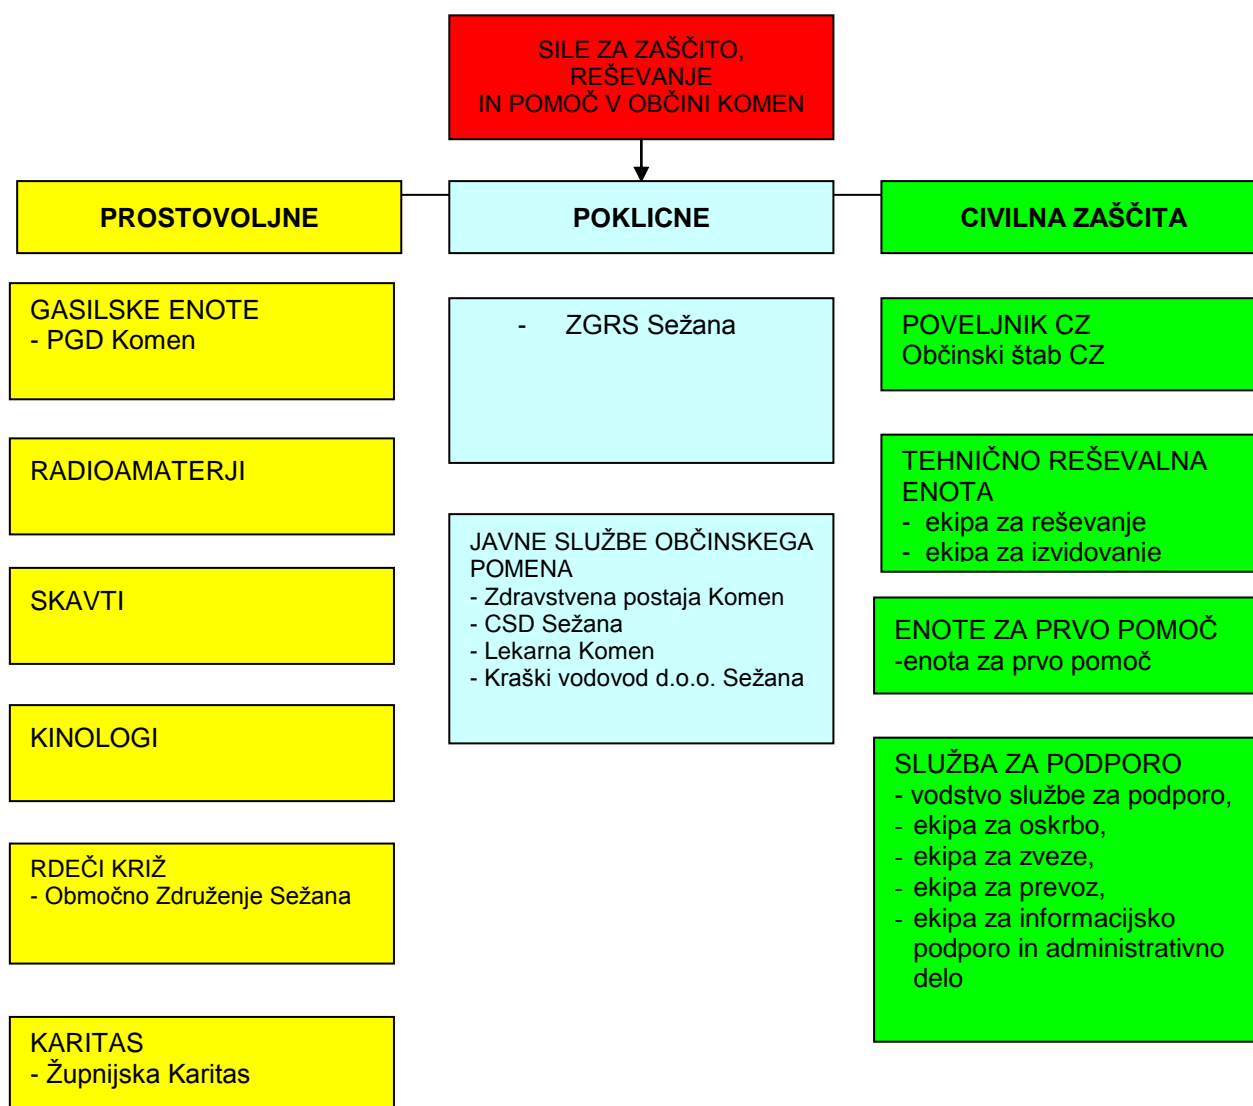 SILE ZA ZAŠČITO,
REŠEVANJE
IN POMOČ V OBČINI KOMEN
PROSTOVOLJNE
POKLICNE
CIVILNA ZAŠČITA
GASILSKE ENOTE
- PGD Komen
RADIOAMATERJI
SKAVTI
KINOLOGI
RDEČI KRIŽ
- Območno Združenje Sežana
KARITAS
- Župnijska Karitas
- ZGRS Sežana
JAVNE SLUŽBE OBČINSKEGA
POMENA
- Zdravstvena postaja Komen
- CSD Sežana
- Lekarna Komen
- Kraški vodovod d.o.o. Sežana
POVELJNIK CZ
Občinski štab CZ
TEHNIČNO REŠEVALNA
ENOTA
- ekipa za reševanje
- ekipa za izvidovanje
ENOTE ZA PRVO POMOČ
-enota za prvo pomoč
SLUŽBA ZA PODPORO
- vodstvo službe za podporo,
- ekipa za oskrbo,
- ekipa za zveze,
- ekipa za prevoz,
- ekipa za informacijsko
podporo in administrativno
delo